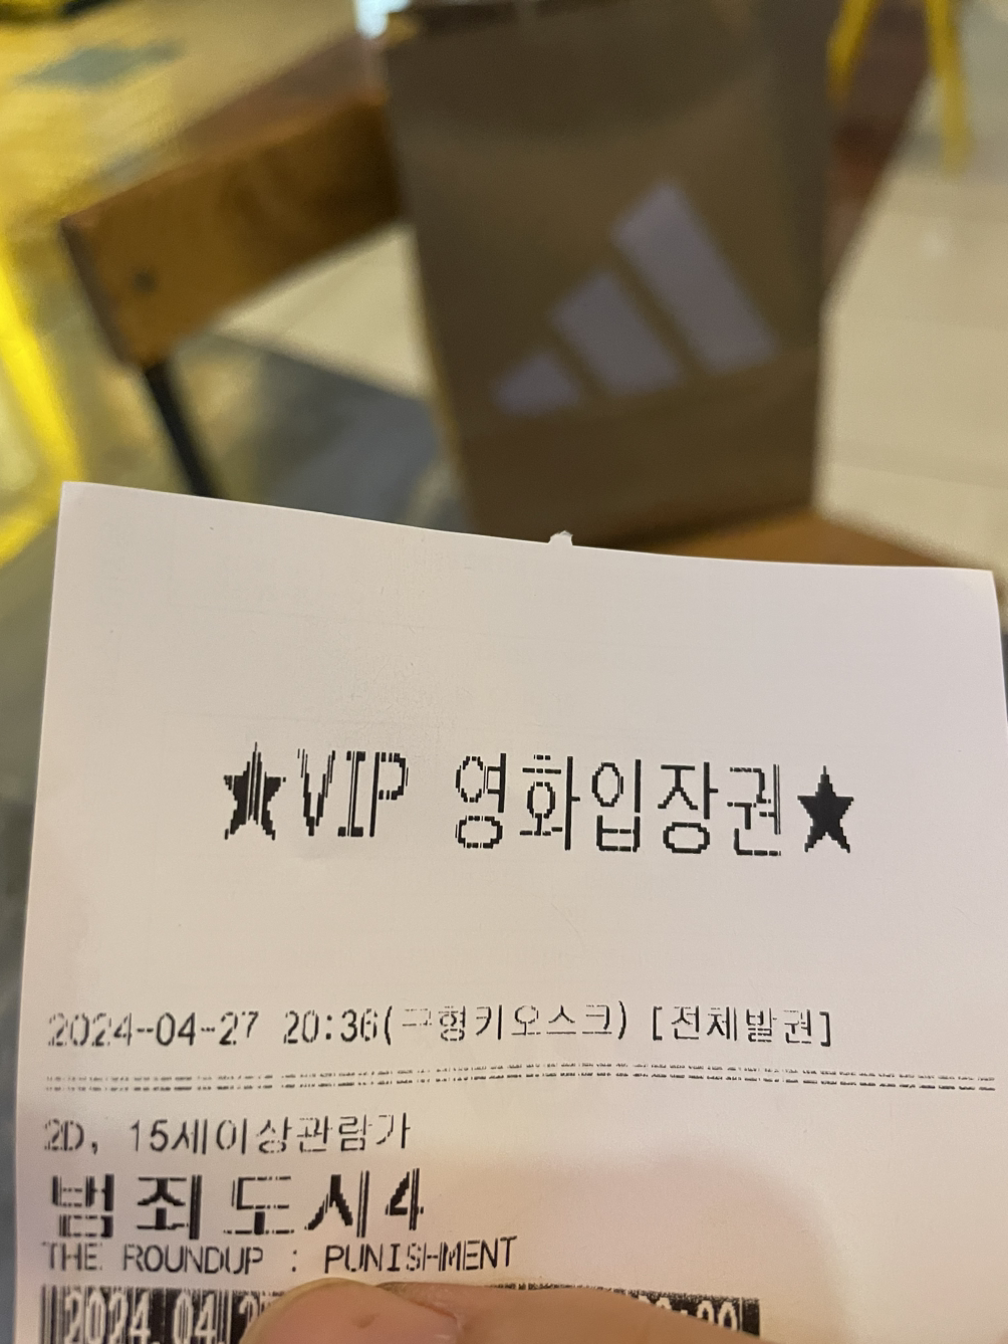 ★VIP 영화입장권★
2024-04-27 20:36(구형키오스크) [전체발권]
2D, 15세이상관람가
범죄도시4
THE ROUNDUP : PUNISHMENT
2024.04